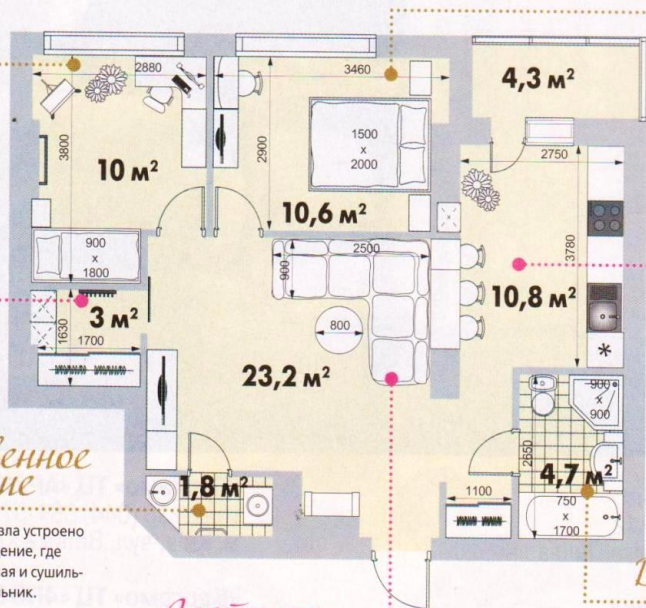 2880
3460
4,3 м²
3800
2900
1500
x
2000
2750
10 м²
10,6 м²
3780
900
x
1800
900
2500
10,8 м²
3 м²
1630
1700
800
*
23,2 м²
900
x
900
2650
1,8 м²
1100
4,7 м²
750
x
1700
енное
ие
зла устроено
ение, где
ая и сушиль-
льник.